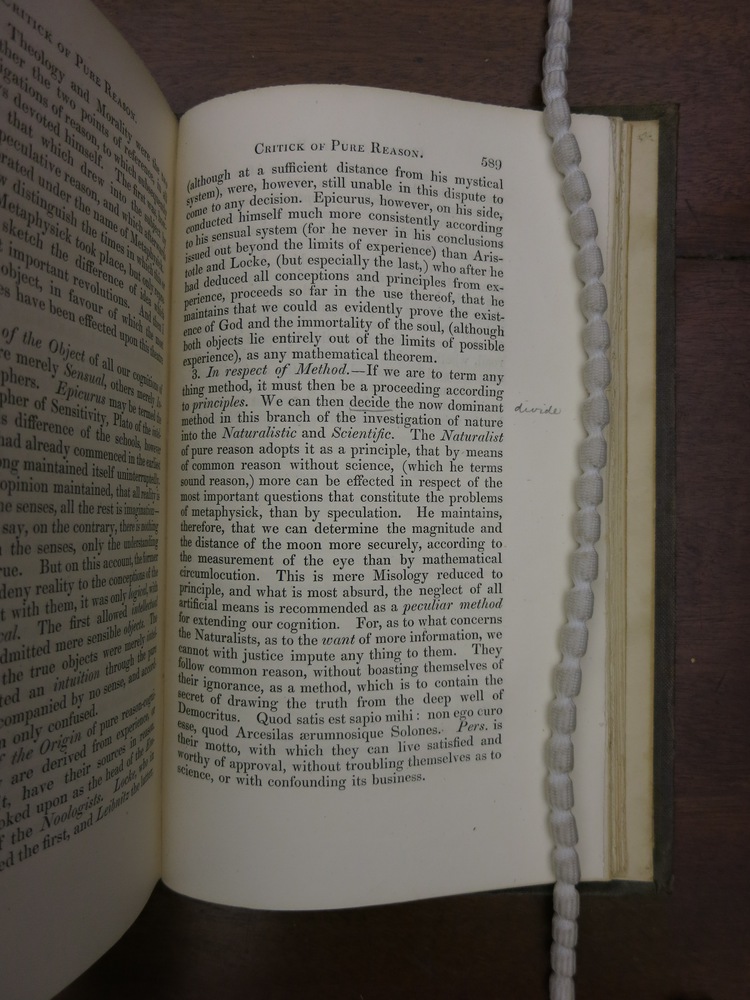 CRITICK OF PURE REASON.
Theology and Morality were the two
ther the two points of reference,
igations of reason, to which
s devoted himself. The first was
that which drew into the
peculative reason, and which
rated under the name of Metaphysick
distinguish the times in which
Metaphysick took place, but only
sketch the difference of idea which
t important revolutions. And
object, in favour of which the most
es have been effected upon this
of the Object of all our cognition
re merely Sensual, others merely
phers. Epicurus may be termed the
pher of Sensitivity, Plato of the
s difference of the schools, however
had already commenced in the earliest
ong maintained itself uninterruptedly.
opinion maintained, that all reality is
he senses, all the rest is imagination—
say, on the contrary, there is nothing
the senses, only the understanding
rue. But on this account, the former
deny reality to the conceptions of the
t with them, it was only logical, with
cal. The first allowed intellectual
dmitted mere sensible objects. The
the true objects were merely
ted an intuition through the pure
companied by no sense, and
n only confused.
f the Origin of pure reason-cogni
are derived from experience, or
t, have their sources in reason.
oked upon as the head of the
f the Noologists. Locke, who in
ed the first, and Leibnitz the latter
CRITICK OF PURE REASON. 589
(although at a sufficient distance from his mystical
system), were, however, still unable in this dispute to
come to any decision. Epicurus, however, on his side,
conducted himself much more consistently according
to his sensual system (for he never in his conclusions
issued out beyond the limits of experience) than Aris-
totle and Locke, (but especially the last,) who after he
had deduced all conceptions and principles from ex-
perience, proceeds so far in the use thereof, that he
maintains that we could as evidently prove the exist-
ence of God and the immortality of the soul, (although
both objects lie entirely out of the limits of possible
experience), as any mathematical theorem.
3. In respect of Method.—If we are to term any
thing method, it must then be a proceeding according
to principles. We can then decide the now dominant divide
method in this branch of the investigation of nature
into the Naturalistic and Scientific. The Naturalist
of pure reason adopts it as a principle, that by means
of common reason without science, (which he terms
sound reason,) more can be effected in respect of the
most important questions that constitute the problems
of metaphysick, than by speculation. He maintains,
therefore, that we can determine the magnitude and
the distance of the moon more securely, according to
the measurement of the eye than by mathematical
circumlocution. This is mere Misology reduced to
principle, and what is most absurd, the neglect of all
artificial means is recommended as a peculiar method
for extending our cognition. For, as to what concerns
the Naturalists, as to the want of more information, we
cannot with justice impute any thing to them. They
follow common reason, without boasting themselves of
their ignorance, as a method, which is to contain the
secret of drawing the truth from the deep well of
Democritus. Quod satis est sapio mihi: non ego curo
esse, quod Arcesilas ærumnosique Solones. Pers. is
their motto, with which they can live satisfied and
worthy of approval, without troubling themselves as to
science, or with confounding its business.